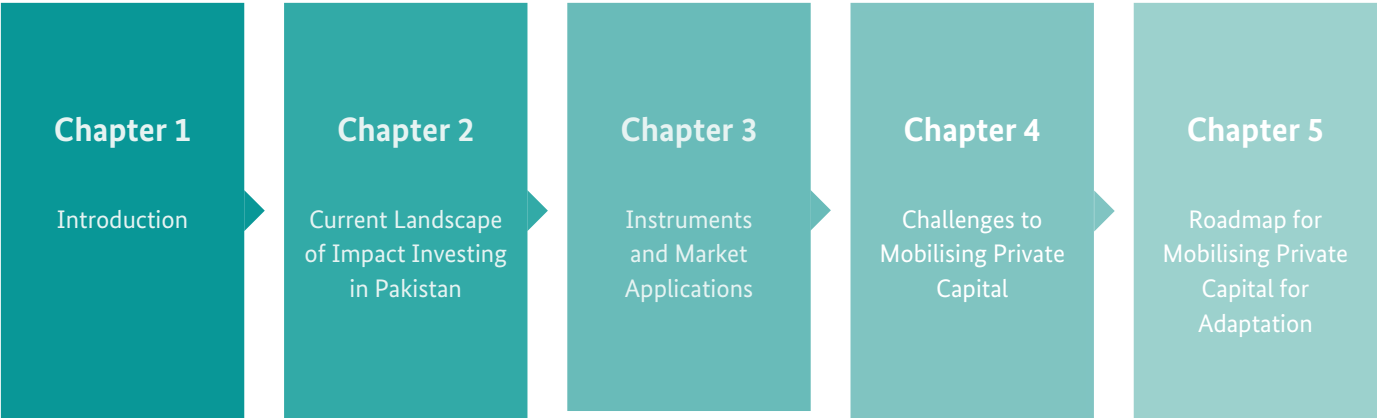 Chapter 1
Introduction
Chapter 2
Current Landscape
of Impact Investing
in Pakistan
Chapter 3
Instruments
and Market
Applications
Chapter 4
Challenges to
Mobilising Private
Capital
Chapter 5
Roadmap for
Mobilising Private
Capital for
Adaptation